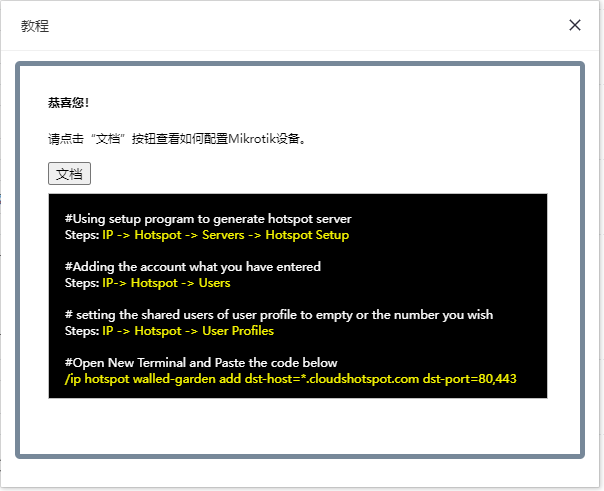 教程
恭喜您！
请点击“文档”按钮查看如何配置Mikrotik设备。
文档
#Using setup program to generate hotspot server
Steps: IP -> Hotspot -> Servers -> Hotspot Setup
#Adding the account what you have entered
Steps: IP-> Hotspot -> Users
# setting the shared users of user profile to empty or the number you wish
Steps: IP -> Hotspot -> User Profiles
#Open New Terminal and Paste the code below
/ip hotspot walled-garden add dst-host=*.cloudshotspot.com dst-port=80,443